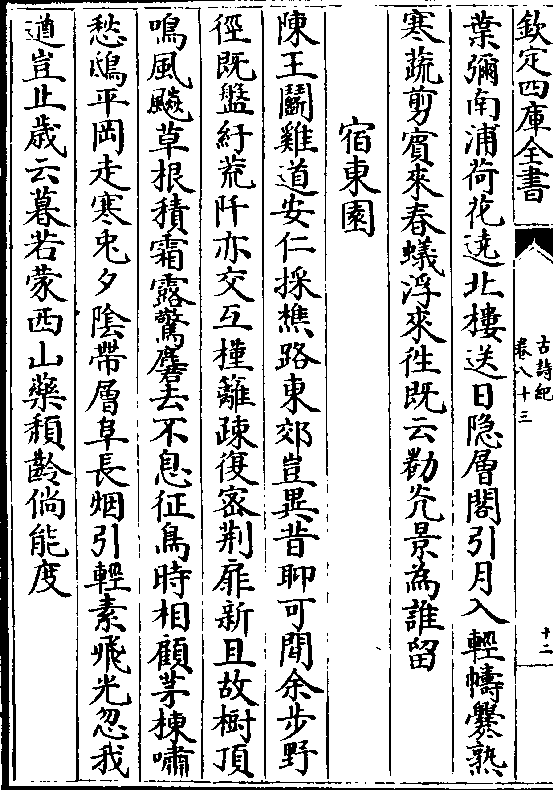 欽定四庫全書
古詩紀
卷八十三
十二
葉彌南浦荷花遶北樓送日隠層閣引月入輕幬爨熟
寒蔬剪賔來春蟻浮來徃既云勸光景為誰留
宿東園
陳王鬭雞道安仁採樵路東郊豈異昔聊可閒余步野
徑既盤紆荒阡亦交互槿籬疎復宻荆扉新且故樹頂
鳴風飈草根積霜露驚麏去不息征鳥時相顧茅棟嘯
愁鴟平岡走寒兎夕陰帶層阜長烟引輕素飛光忽我
遒豈止歳云暮若蒙西山藥頽齡倘能度